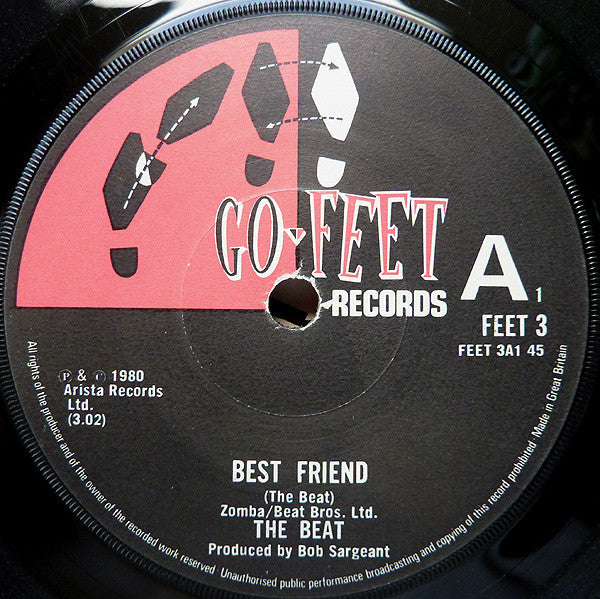 GO-FEET
RECORDS
A1
FEET 3
FEET 3A1 45
℗ & © 1980
Arista Records
Ltd.
(3.02)
BEST FRIEND
(The Beat)
Zomba/Beat Bros. Ltd.
THE BEAT
Produced by Bob Sargeant
All rights of the producer and of the owner of the recorded work reserved · Unauthorised public performance broadcasting and copying of this record prohibited · Made in Great Britain